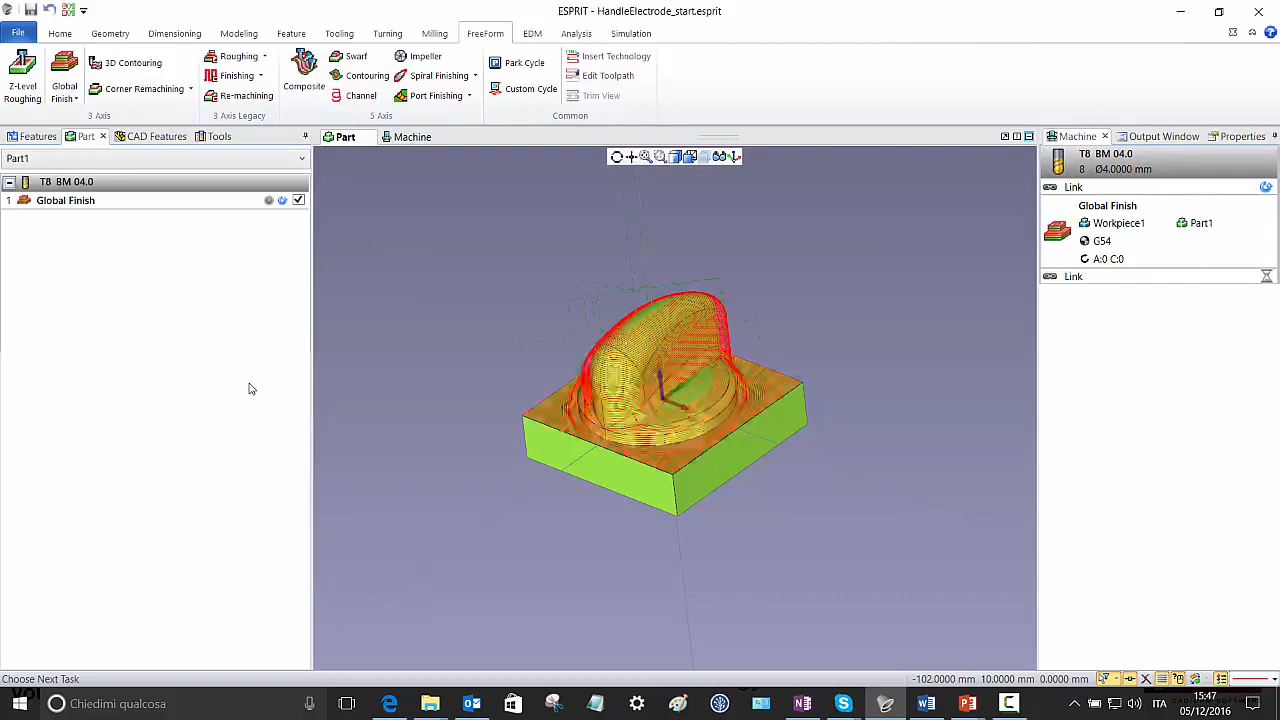 ESPRIT - HandleElectrode_start.esprit
File Home Geometry Dimensioning Analysis Feature Tooling Turning Milling FreeForm EDM Analysis Simulation
Z-Level Roughing
Global Finish
3D Contouring
Corner Remachining
3 Axis
Roughing
Finishing
Re-machining
3 Axis Legacy
Composite
Swarf
Contouring
Channel
Impeller
Spiral Finishing
Port Finishing
5 Axis
Park Cycle
Custom Cycle
Insert Technology
Edit Toolpath
Trim View
Common
Features Part CAD Features Tools
Part1
T8 BM 04.0
1 Global Finish
Part Machine
Machine Output Window Properties
T8 BM 04.0
8 Ø4.0000 mm
Link
Global Finish
Workpiece1 Part1
G54
A:0 C:0
Link
Choose Next Task
-102.0000 mm 10.0000 mm 0.0000 mm
Chiedimi qualcosa
ITA
15:47
05/12/2016